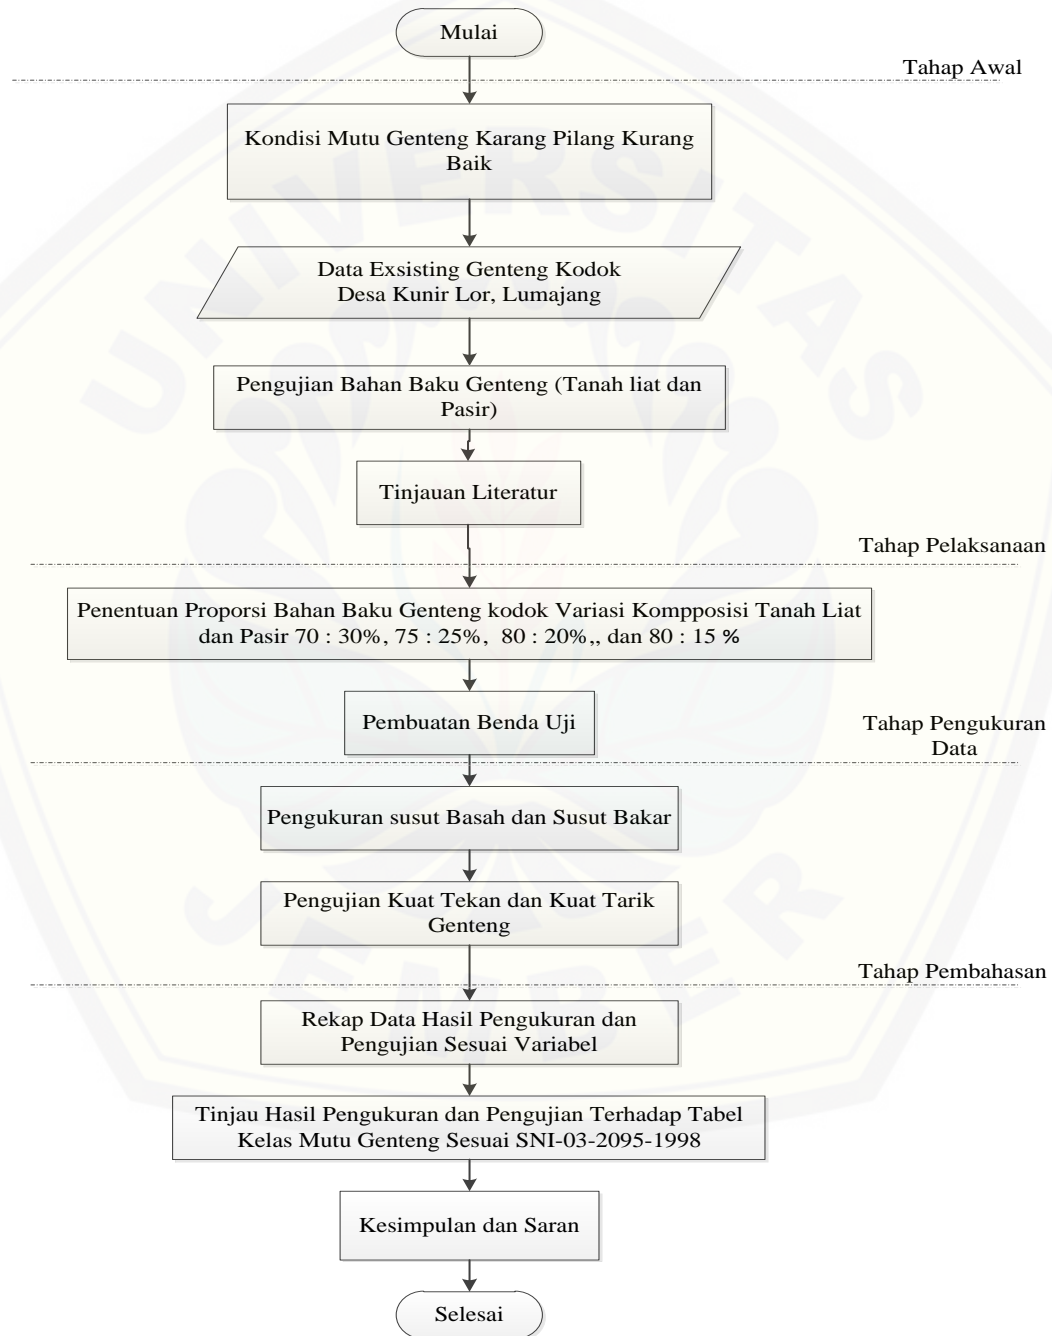 Mulai
Tahap Awal
Kondisi Mutu Genteng Karang Pilang Kurang
Baik
Data Exsisting Genteng Kodok
Desa Kunir Lor, Lumajang
Pengujian Bahan Baku Genteng (Tanah liat dan
Pasir)
Tinjauan Literatur
Tahap Pelaksanaan
Penentuan Proporsi Bahan Baku Genteng kodok Variasi Kompposisi Tanah Liat
dan Pasir 70 : 30%, 75 : 25%, 80 : 20%,, dan 80 : 15 %
Pembuatan Benda Uji
Tahap Pengukuran
Data
Pengukuran susut Basah dan Susut Bakar
Pengujian Kuat Tekan dan Kuat Tarik
Genteng
Tahap Pembahasan
Rekap Data Hasil Pengukuran dan
Pengujian Sesuai Variabel
Tinjau Hasil Pengukuran dan Pengujian Terhadap Tabel
Kelas Mutu Genteng Sesuai SNI-03-2095-1998
Kesimpulan dan Saran
Selesai
UNIVERSITAS
JEMBER